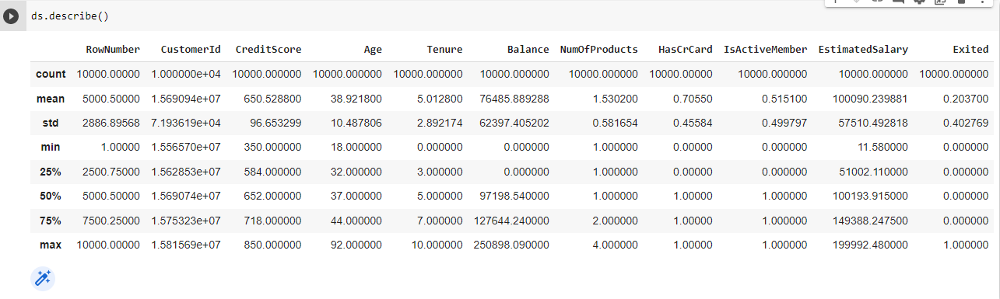 ds.describe()
RowNumber CustomerId CreditScore Age Tenure Balance NumOfProducts HasCrCard IsActiveMember EstimatedSalary Exited
count 10000.00000 1.000000e+04 10000.000000 10000.000000 10000.000000 10000.000000 10000.000000 10000.00000 10000.000000 10000.000000 10000.000000
mean 5000.50000 1.569094e+07 650.528800 38.921800 5.012800 76485.889288 1.530200 0.70550 0.515100 100090.239881 0.203700
std 2886.89568 7.193619e+04 96.653299 10.487806 2.892174 62397.405202 0.581654 0.45584 0.499797 57510.492818 0.402769
min 1.00000 1.556570e+07 350.000000 18.000000 0.000000 0.000000 1.000000 0.00000 0.000000 11.580000 0.000000
25% 2500.75000 1.562853e+07 584.000000 32.000000 3.000000 0.000000 1.000000 0.00000 0.000000 51002.110000 0.000000
50% 5000.50000 1.569074e+07 652.000000 37.000000 5.000000 97198.540000 1.000000 1.00000 1.000000 100193.915000 0.000000
75% 7500.25000 1.575323e+07 718.000000 44.000000 7.000000 127644.240000 2.000000 1.00000 1.000000 149388.247500 0.000000
max 10000.00000 1.581569e+07 850.000000 92.000000 10.000000 250898.090000 4.000000 1.00000 1.000000 199992.480000 1.000000